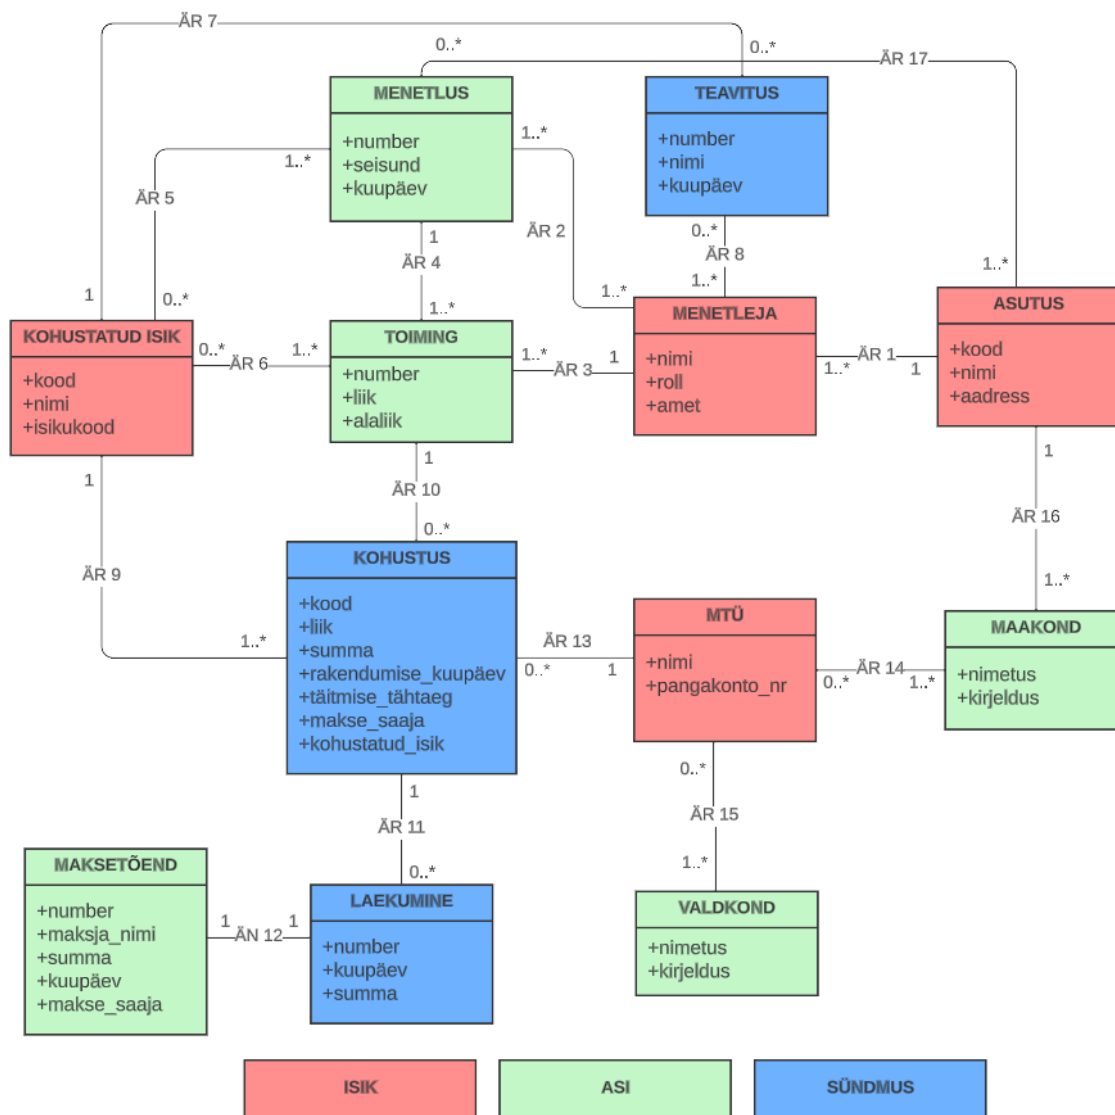 ÄR 7
0..*
0..*
ÄR 17
MENETLUS
+number
+seisund
+kuupäev
TEAVITUS
+number
+nimi
+kuupäev
1..*
1..*
ÄR 5
ÄR 2
1
ÄR 4
0..*
ÄR 8
1..*
1
0..*
1..*
1..*
1..*
KOHUSTATUD ISIK
+kood
+nimi
+isikukood
0..*
ÄR 6
1..*
TOIMING
+number
+liik
+alaliik
1..*
ÄR 3
1
MENETLEJA
+nimi
+roll
+amet
1..*
ÄR 1
1
ASUTUS
+kood
+nimi
+aadress
1
1
1
ÄR 10
0..*
ÄR 16
1..*
ÄR 9
1..*
KOHUSTUS
+kood
+liik
+summa
+rakendumise_kuupäev
+täitmise_tähtaeg
+makse_saaja
+kohustatud_isik
ÄR 13
0..*
1
MTÜ
+nimi
+pangakonto_nr
0..*
ÄR 14
1..*
MAAKOND
+nimetus
+kirjeldus
1
ÄR 11
0..*
0..*
ÄR 15
1..*
MAKSETÕEND
+number
+maksja_nimi
+summa
+kuupäev
+makse_saaja
1
ÄN 12
1
LAEKUMINE
+number
+kuupäev
+summa
VALDKOND
+nimetus
+kirjeldus
ISIK
ASI
SÜNDMUS